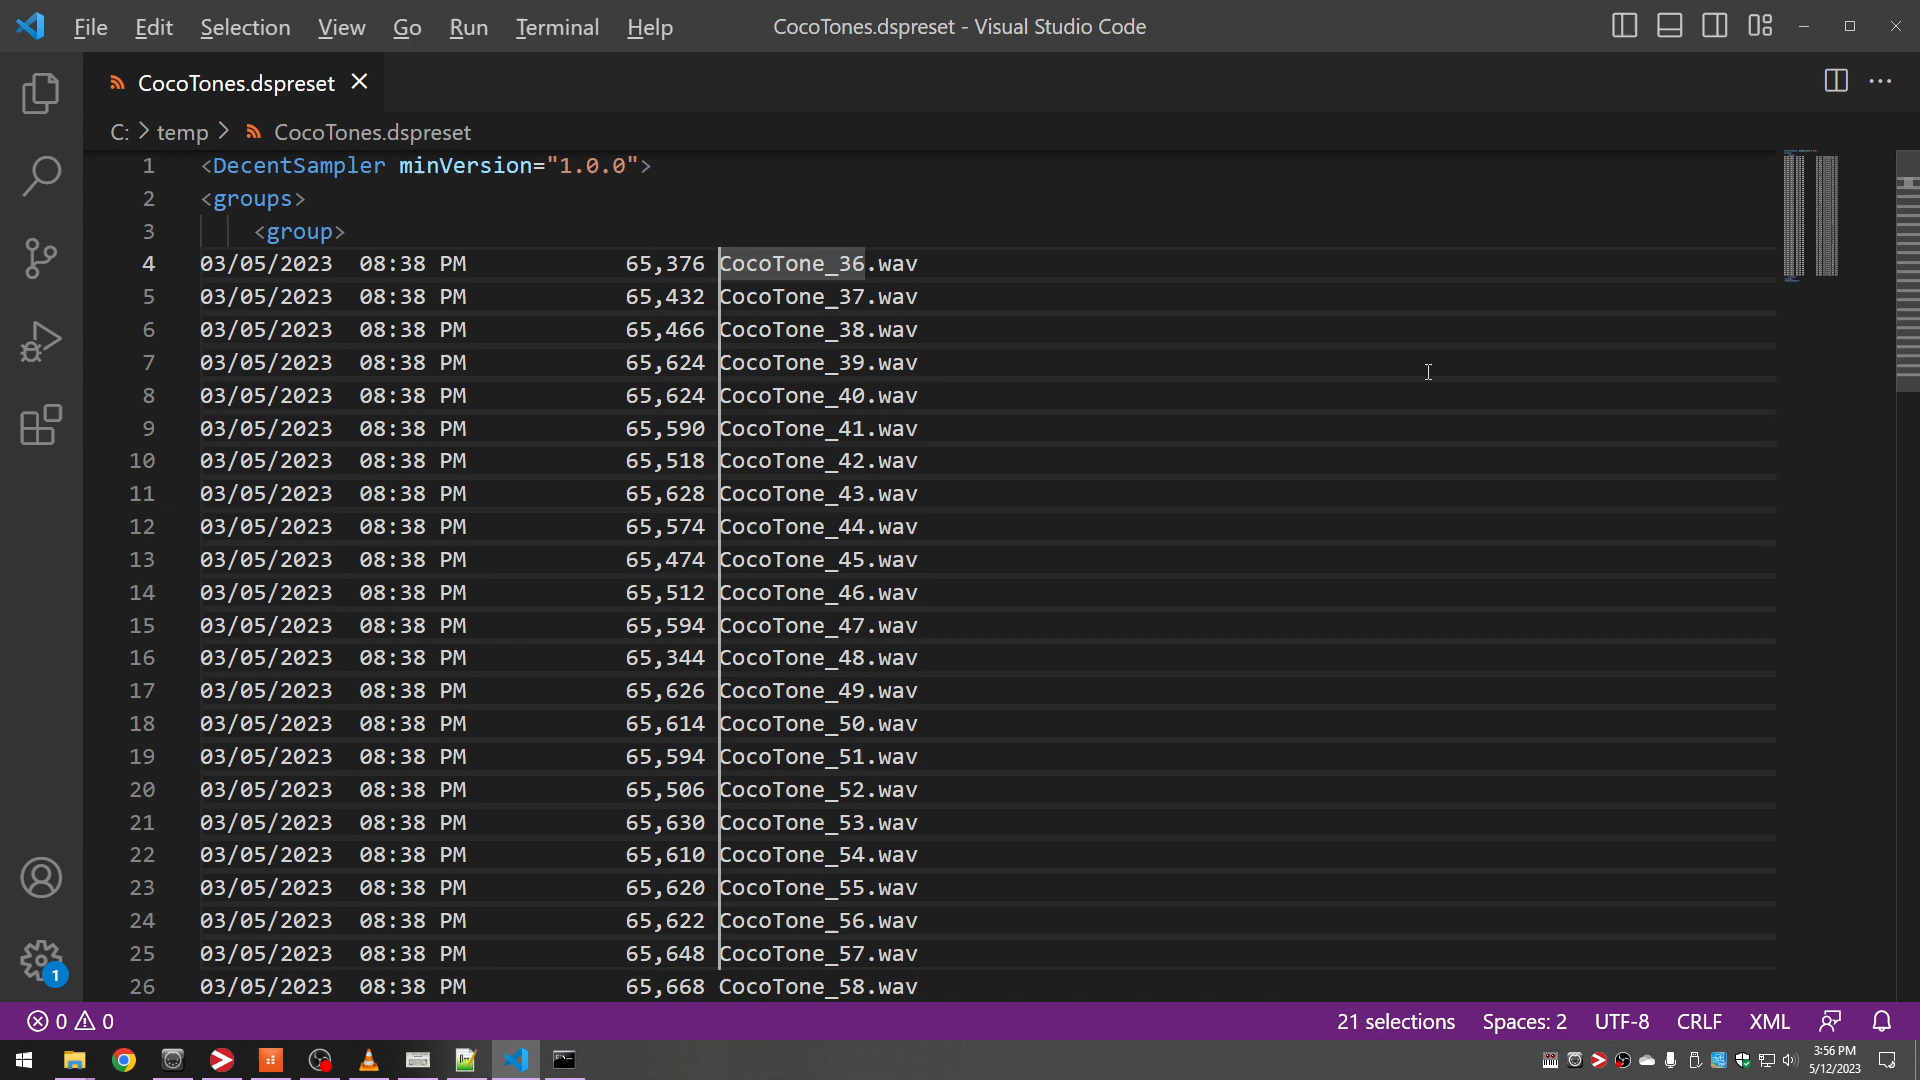 File Edit Selection View Go Run Terminal Help CocoTones.dspreset - Visual Studio Code
CocoTones.dspreset
C: > temp > CocoTones.dspreset
1 <DecentSampler minVersion="1.0.0">
2 <groups>
3 <group>
4 03/05/2023 08:38 PM 65,376 CocoTone_36.wav
5 03/05/2023 08:38 PM 65,432 CocoTone_37.wav
6 03/05/2023 08:38 PM 65,466 CocoTone_38.wav
7 03/05/2023 08:38 PM 65,624 CocoTone_39.wav
8 03/05/2023 08:38 PM 65,624 CocoTone_40.wav
9 03/05/2023 08:38 PM 65,590 CocoTone_41.wav
10 03/05/2023 08:38 PM 65,518 CocoTone_42.wav
11 03/05/2023 08:38 PM 65,628 CocoTone_43.wav
12 03/05/2023 08:38 PM 65,574 CocoTone_44.wav
13 03/05/2023 08:38 PM 65,474 CocoTone_45.wav
14 03/05/2023 08:38 PM 65,512 CocoTone_46.wav
15 03/05/2023 08:38 PM 65,594 CocoTone_47.wav
16 03/05/2023 08:38 PM 65,344 CocoTone_48.wav
17 03/05/2023 08:38 PM 65,626 CocoTone_49.wav
18 03/05/2023 08:38 PM 65,614 CocoTone_50.wav
19 03/05/2023 08:38 PM 65,594 CocoTone_51.wav
20 03/05/2023 08:38 PM 65,506 CocoTone_52.wav
21 03/05/2023 08:38 PM 65,630 CocoTone_53.wav
22 03/05/2023 08:38 PM 65,610 CocoTone_54.wav
23 03/05/2023 08:38 PM 65,620 CocoTone_55.wav
24 03/05/2023 08:38 PM 65,622 CocoTone_56.wav
25 03/05/2023 08:38 PM 65,648 CocoTone_57.wav
26 03/05/2023 08:38 PM 65,668 CocoTone_58.wav
1
0 0 21 selections Spaces: 2 UTF-8 CRLF XML
3:56 PM
5/12/2023